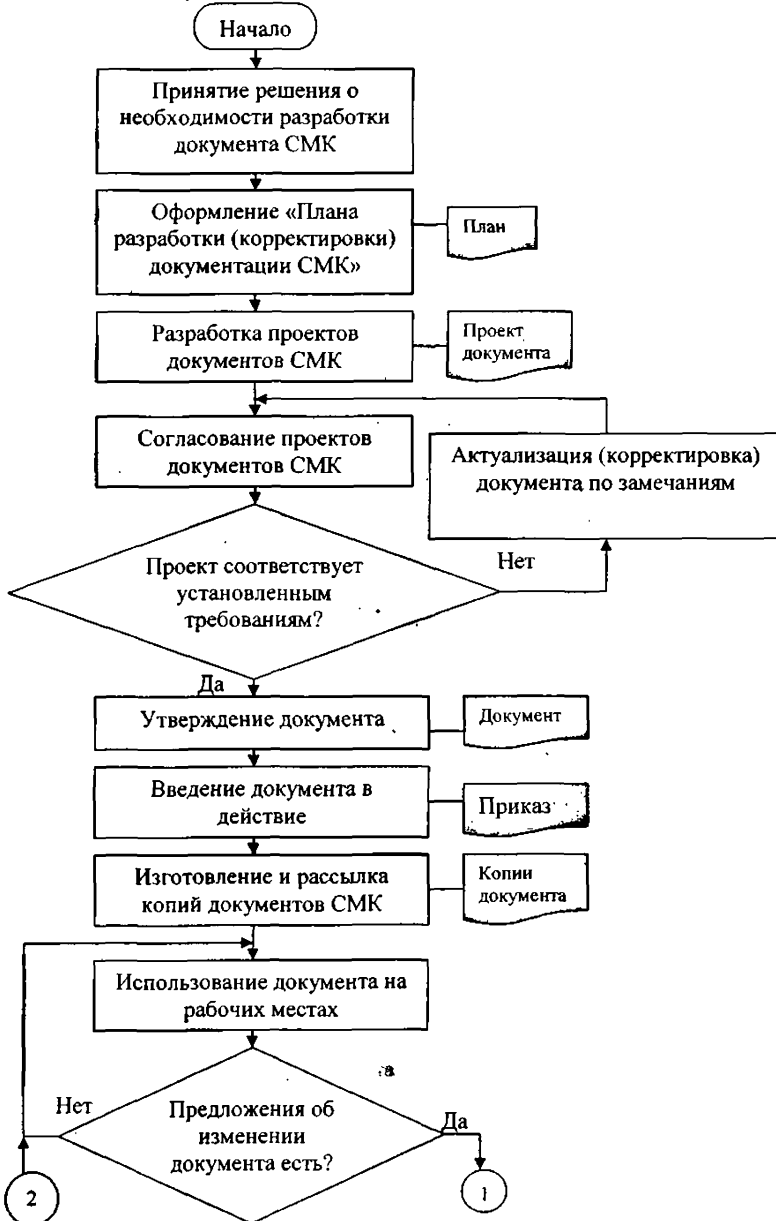 Начало
Принятие решения о
необходимости разработки
документа СМК
Оформление «Плана
разработки (корректировки)
документации СМК»
План
Разработка проектов
документов СМК
Проект
документа
Согласование проектов
документов СМК
Актуализация (корректировка)
документа по замечаниям
Проект соответствует
установленным
требованиям?
Нет
Да
Утверждение документа
Документ
Введение документа в
действие
Приказ
Изготовление и рассылка
копий документов СМК
Копии
документа
Использование документа на
рабочих местах
Нет
Предложения об
изменении
документа есть?
Да
2
1